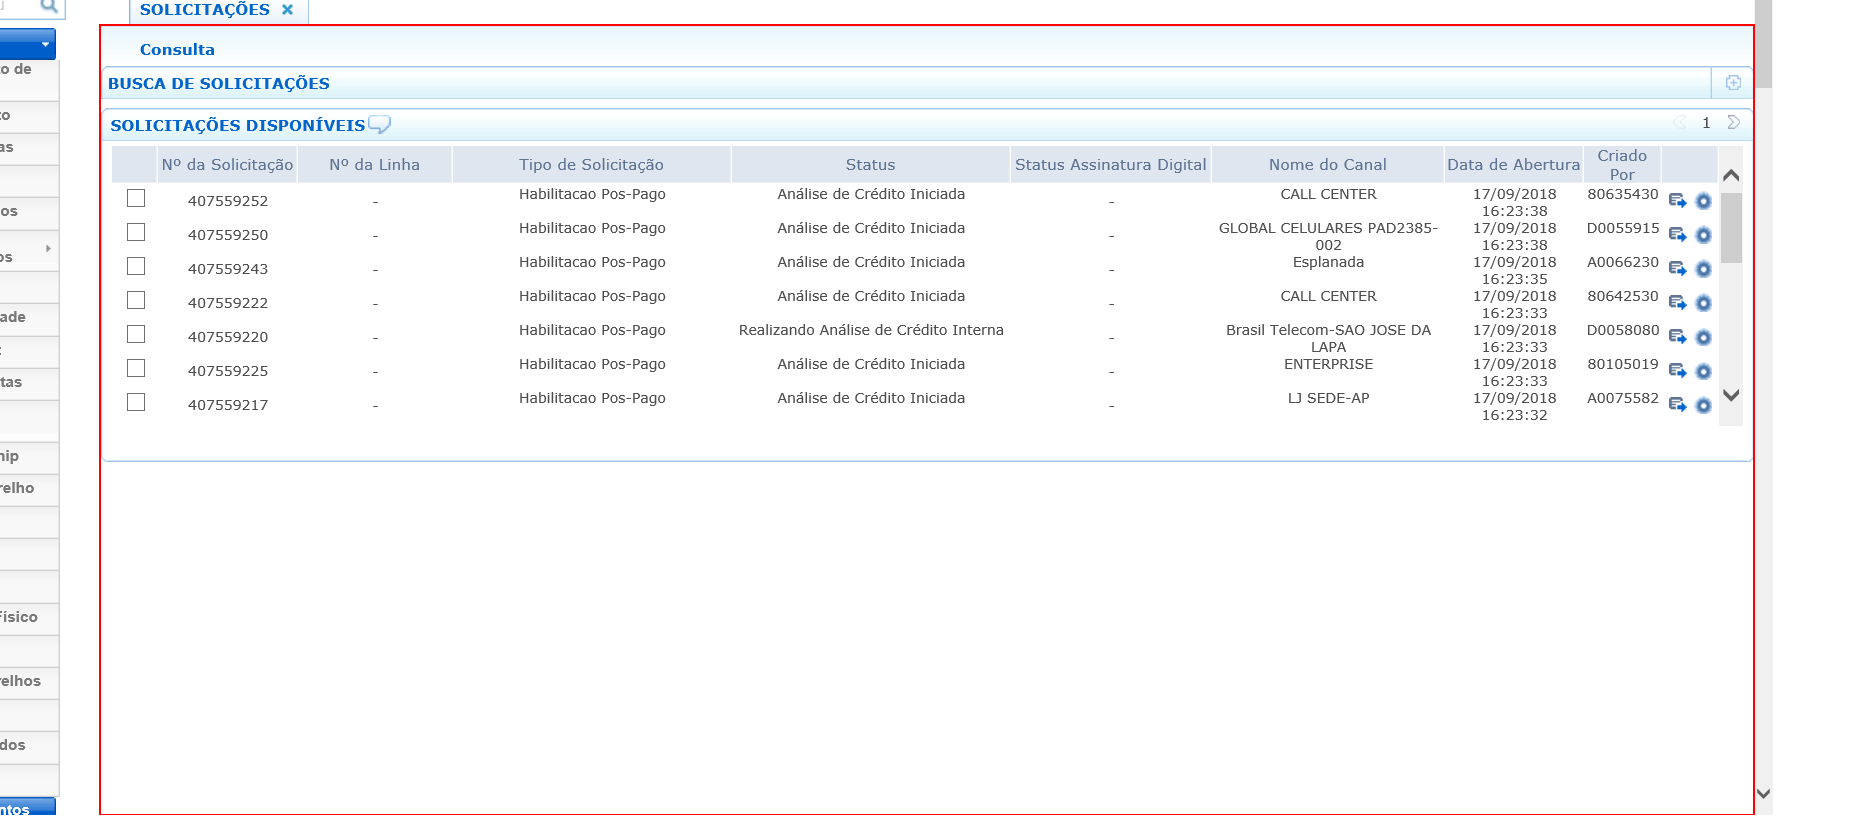 SOLICITAÇÕES
Consulta
BUSCA DE SOLICITAÇÕES
SOLICITAÇÕES DISPONÍVEIS
1
Nº da Solicitação Nº da Linha Tipo de Solicitação Status Status Assinatura Digital Nome do Canal Data de Abertura Criado Por
407559252 - Habilitacao Pos-Pago Análise de Crédito Iniciada - CALL CENTER 17/09/2018 16:23:38 80635430
407559250 - Habilitacao Pos-Pago Análise de Crédito Iniciada - GLOBAL CELULARES PAD2385-002 17/09/2018 16:23:38 D0055915
407559243 - Habilitacao Pos-Pago Análise de Crédito Iniciada - Esplanada 17/09/2018 16:23:35 A0066230
407559222 - Habilitacao Pos-Pago Análise de Crédito Iniciada - CALL CENTER 17/09/2018 16:23:33 80642530
407559220 - Habilitacao Pos-Pago Realizando Análise de Crédito Interna - Brasil Telecom-SAO JOSE DA LAPA 17/09/2018 16:23:33 D0058080
407559225 - Habilitacao Pos-Pago Análise de Crédito Iniciada - ENTERPRISE 17/09/2018 16:23:33 80105019
407559217 - Habilitacao Pos-Pago Análise de Crédito Iniciada - LJ SEDE-AP 17/09/2018 16:23:32 A0075582
o de
to
as
os
os
ade
tas
hip
relho
Físico
relhos
dos
ntos